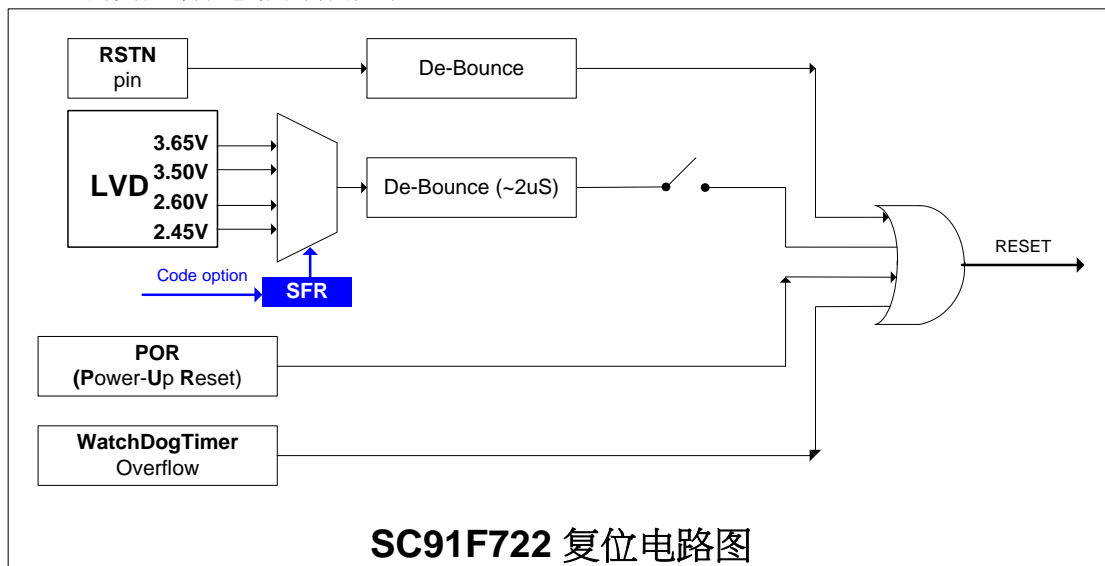 RSTN
pin
De-Bounce
3.65V
3.50V
LVD
2.60V
2.45V
De-Bounce (~2uS)
RESET
Code option
SFR
POR
(Power-Up Reset)
WatchDogTimer
Overflow
SC91F722 复位电路图